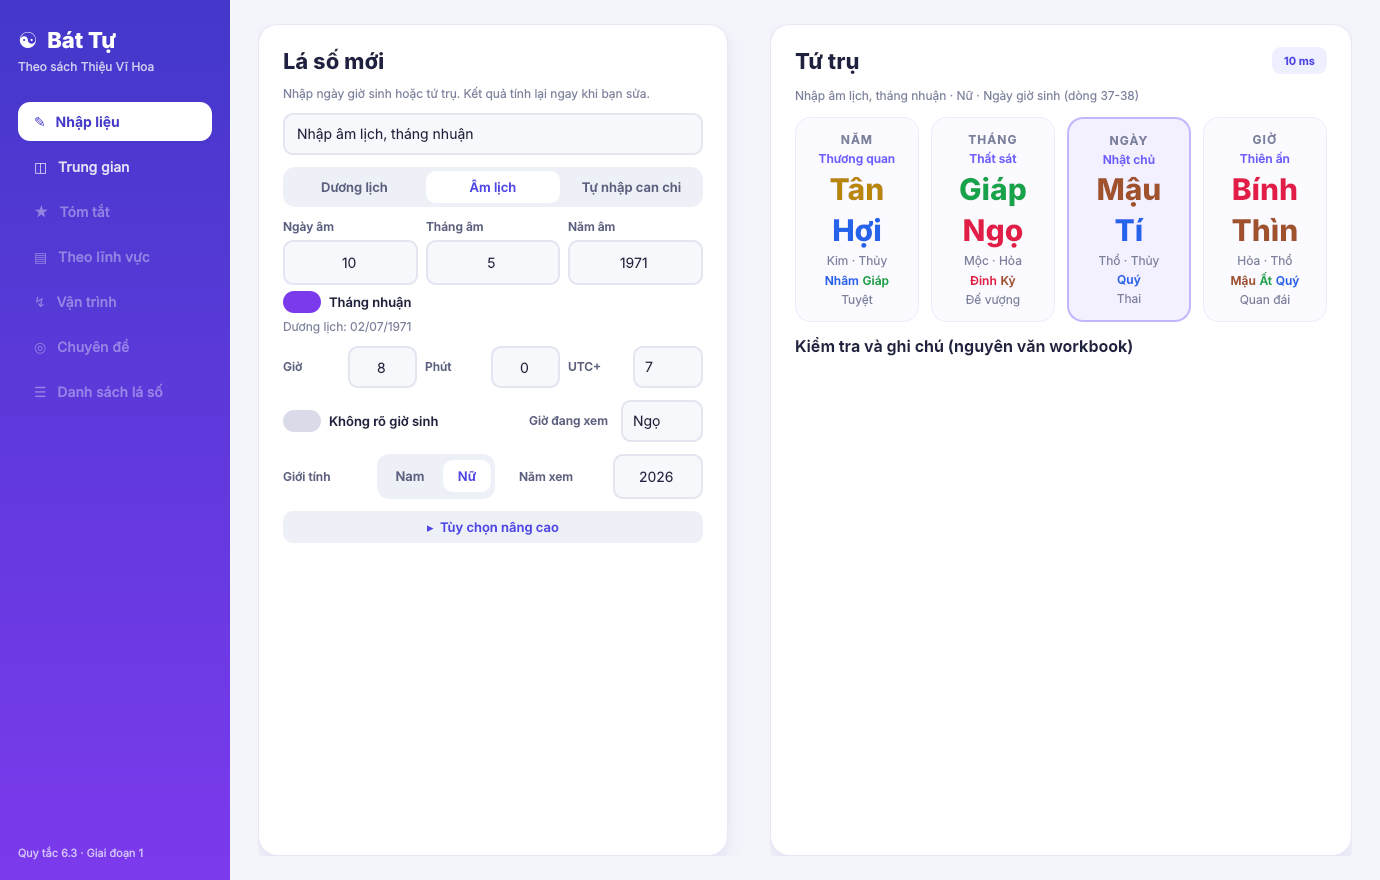 ☯ Bát Tự
Theo sách Thiệu Vĩ Hoa
✎ Nhập liệu
◫ Trung gian
★ Tóm tắt
▤ Theo lĩnh vực
↯ Vận trình
◎ Chuyên đề
☰ Danh sách lá số
Quy tắc 6.3 · Giai đoạn 1
Lá số mới
Nhập ngày giờ sinh hoặc tứ trụ. Kết quả tính lại ngay khi bạn sửa.
Nhập âm lịch, tháng nhuận
Dương lịch Âm lịch Tự nhập can chi
Ngày âm Tháng âm Năm âm
10 5 1971
Tháng nhuận
Dương lịch: 02/07/1971
Giờ 8 Phút 0 UTC+ 7
Không rõ giờ sinh Giờ đang xem Ngọ
Giới tính Nam Nữ Năm xem 2026
▸ Tùy chọn nâng cao
Tứ trụ
10 ms
Nhập âm lịch, tháng nhuận · Nữ · Ngày giờ sinh (dòng 37-38)
NĂM THÁNG NGÀY GIỜ
Thương quan Thất sát Nhật chủ Thiên ấn
Tân Giáp Mậu Bính
Hợi Ngọ Tí Thìn
Kim · Thủy Mộc · Hỏa Thổ · Thủy Hỏa · Thổ
Nhâm Giáp Đinh Kỷ Quý Mậu Ất Quý
Tuyệt Đế vượng Thai Quan đái
Kiểm tra và ghi chú (nguyên văn workbook)